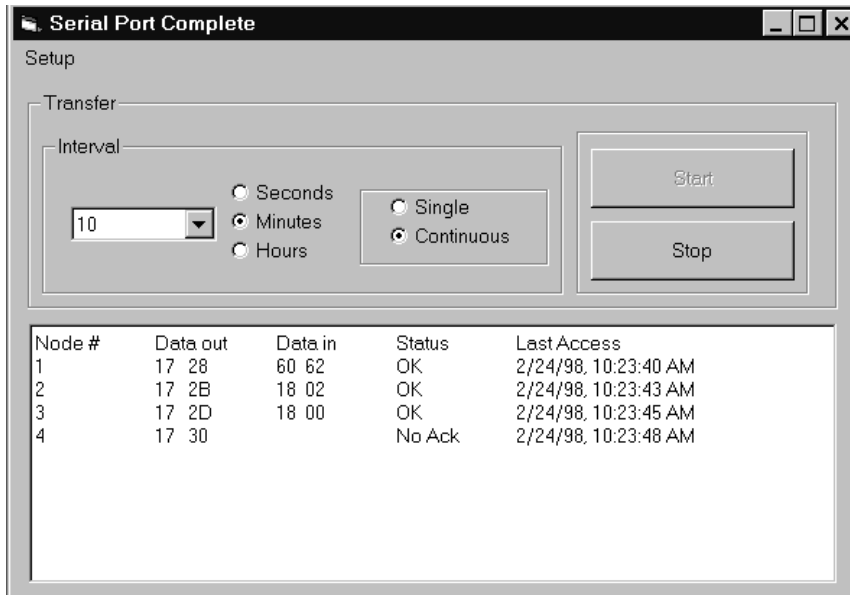 Serial Port Complete
Setup
Transfer
Interval
10
Seconds
Minutes
Hours
Single
Continuous
Start
Stop
Node # Data out Data in Status Last Access
1 17 28 60 62 OK 2/24/98, 10:23:40 AM
2 17 2B 18 02 OK 2/24/98, 10:23:43 AM
3 17 2D 18 00 OK 2/24/98, 10:23:45 AM
4 17 30 No Ack 2/24/98, 10:23:48 AM